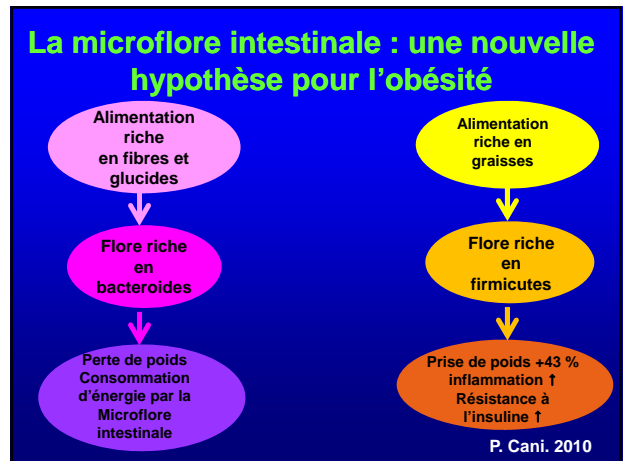 La microflore intestinale : une nouvelle
hypothèse pour l'obésité
Alimentation
riche
en fibres et
glucides
Flore riche
en
bacteroides
Perte de poids
Consommation
d'énergie par la
Microflore
intestinale
Alimentation
riche en
graisses
Flore riche
en
firmicutes
Prise de poids +43 %
inflammation ↑
Résistance à
l'insuline ↑
P. Cani. 2010